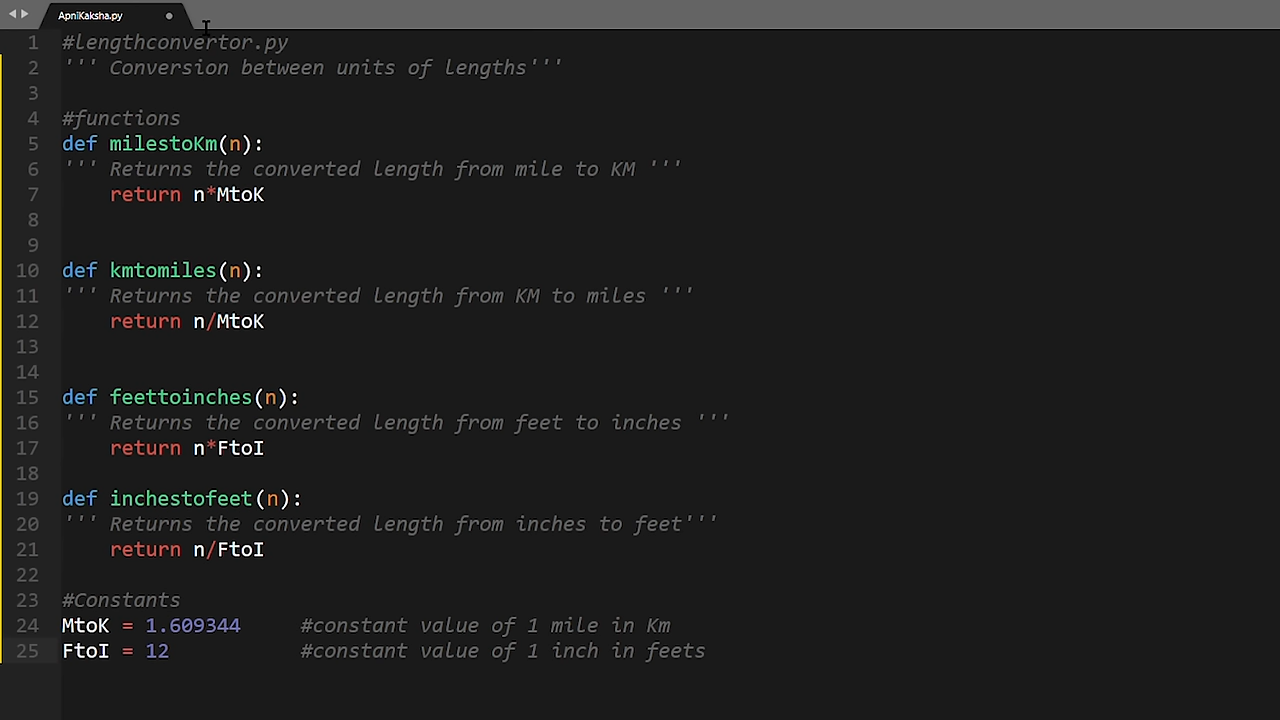 ApniKaksha.py
1 #lengthconvertor.py
2 ''' Conversion between units of lengths'''
3
4 #functions
5 def milestoKm(n):
6 ''' Returns the converted length from mile to KM '''
7     return n*MtoK
8
9
10 def kmtomiles(n):
11 ''' Returns the converted length from KM to miles '''
12     return n/MtoK
13
14
15 def feettoinches(n):
16 ''' Returns the converted length from feet to inches '''
17     return n*FtoI
18
19 def inchestofeet(n):
20 ''' Returns the converted length from inches to feet'''
21     return n/FtoI
22
23 #Constants
24 MtoK = 1.609344     #constant value of 1 mile in Km
25 FtoI = 12           #constant value of 1 inch in feets